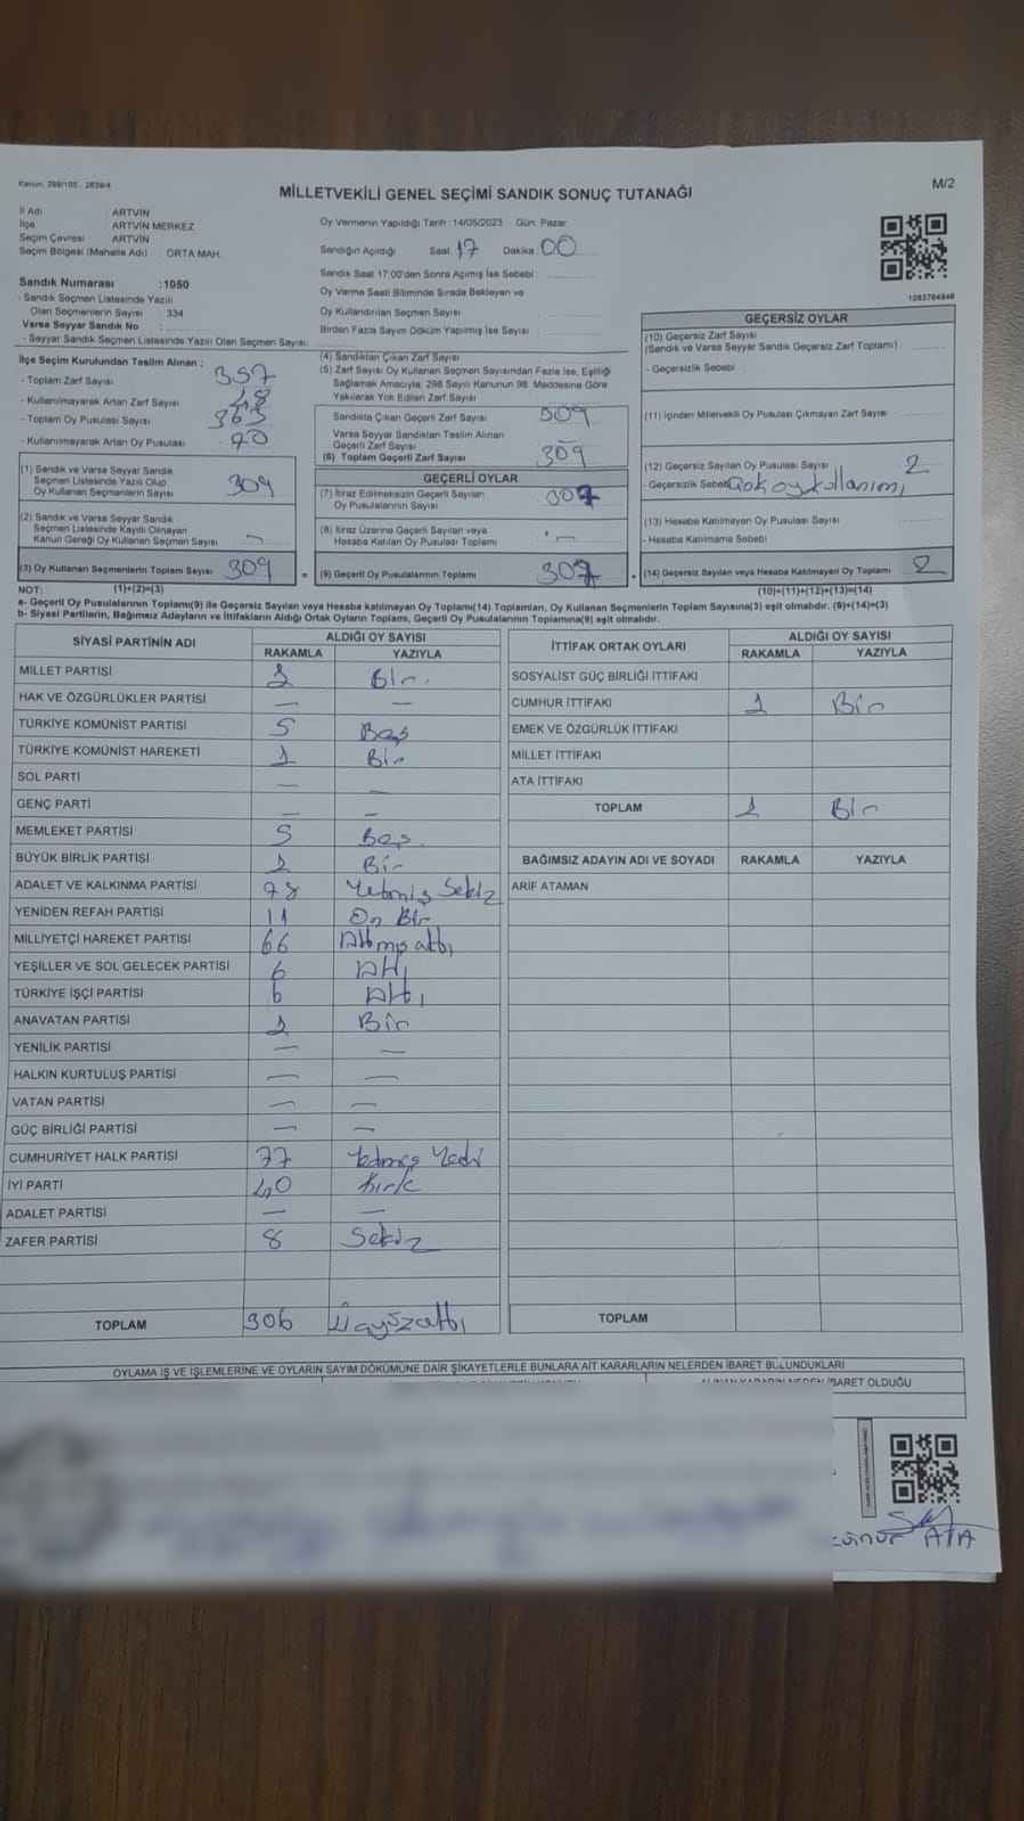 Kanun: 298/105 - 2839/4
MİLLETVEKİLİ GENEL SEÇİMİ SANDIK SONUÇ TUTANAĞI
M/2
İl Adı ARTVİN
İlçe ARTVİN MERKEZ
Seçim Çevresi ARTVİN
Seçim Bölgesi (Mahalle Adı) ORTA MAH.
Oy Vermenin Yapıldığı Tarih : 14/05/2023 Gün: Pazar
Sandığın Açıldığı Saat 17 Dakika 00
Sandık Saat 17:00'den Sonra Açılmış İse Sebebi
Oy Verme Saati Bitiminde Sırada Bekleyen ve
Oy Kullandırılan Seçmen Sayısı
Birden Fazla Sayım Döküm Yapılmış İse Sayısı
Sandık Numarası :1050
- Sandık Seçmen Listesinde Yazılı
Olan Seçmenlerin Sayısı : 334
Varsa Seyyar Sandık No :
- Seyyar Sandık Seçmen Listesinde Yazılı Olan Seçmen Sayısı:
İlçe Seçim Kurulundan Teslim Alınan :
- Toplam Zarf Sayısı 357
- Kullanılmayarak Artan Zarf Sayısı 48
- Toplam Oy Pusulası Sayısı
- Kullanılmayarak Artan Oy Pusulası
(1) Sandık ve Varsa Seyyar Sandık
Seçmen Listesinde Yazılı Olup
Oy Kullanan Seçmenlerin Sayısı 309
(2) Sandık ve Varsa Seyyar Sandık
Seçmen Listesinde Kayıtlı Olmayan
Kanun Gereği Oy Kullanan Seçmen Sayısı —
(3) Oy Kullanan Seçmenlerin Toplam Sayısı 309
(1)+(2)=(3)
(4) Sandıktan Çıkan Zarf Sayısı
(5) Zarf Sayısı Oy Kullanan Seçmen Sayısından Fazla İse, Eşitliği
Sağlamak Amacıyla, 298 Sayılı Kanunun 98. Maddesine Göre
Yakılarak Yok Edilen Zarf Sayısı
Sandıkta Çıkan Geçerli Zarf Sayısı 309
Varsa Seyyar Sandıktan Teslim Alınan
Geçerli Zarf Sayısı —
(6) Toplam Geçerli Zarf Sayısı 309
GEÇERLİ OYLAR
(7) İtiraz Edilmeksizin Geçerli Sayılan
Oy Pusulalarının Sayısı 307
(8) İtiraz Üzerine Geçerli Sayılan veya
Hesaba Katılan Oy Pusulası Toplamı —
(9) Geçerli Oy Pusulalarının Toplamı 307
GEÇERSİZ OYLAR
(10) Geçersiz Zarf Sayısı
(Sandık ve Varsa Seyyar Sandık Geçersiz Zarf Toplamı)
- Geçersizlik Sebebi
(11) İçinden Milletvekili Oy Pusulası Çıkmayan Zarf Sayısı
(12) Geçersiz Sayılan Oy Pusulası Sayısı 2
- Geçersizlik Sebebi Çok oy kullanımı
(13) Hesaba Katılmayan Oy Pusulası Sayısı
- Hesaba Katılmama Sebebi
(14) Geçersiz Sayılan veya Hesaba Katılmayan Oy Toplamı 2
(10)+(11)+(12)+(13)=(14)
NOT:
a- Geçerli Oy Pusulalarının Toplamı(9) ile Geçersiz Sayılan veya Hesaba katılmayan Oy Toplamı(14) Toplamları, Oy Kullanan Seçmenlerin Toplam Sayısına(3) eşit olmalıdır. (9)+(14)=(3)
b- Siyasi Partilerin, Bağımsız Adayların ve İttifakların Aldığı Ortak Oyların Toplamı, Geçerli Oy Pusulalarının Toplamına(9) eşit olmalıdır.
SİYASİ PARTİNİN ADI ALDIĞI OY SAYISI
RAKAMLA YAZIYLA
MİLLET PARTİSİ 1 Bir
HAK VE ÖZGÜRLÜKLER PARTİSİ — —
TÜRKİYE KOMÜNİST PARTİSİ 5 Beş
TÜRKİYE KOMÜNİST HAREKETİ 1 Bir
SOL PARTİ — —
GENÇ PARTİ — —
MEMLEKET PARTİSİ 5 Beş
BÜYÜK BİRLİK PARTİSİ 1 Bir
ADALET VE KALKINMA PARTİSİ 78 Yetmiş Sekiz
YENİDEN REFAH PARTİSİ 11 On Bir
MİLLİYETÇİ HAREKET PARTİSİ 66 Altmış altı
YEŞİLLER VE SOL GELECEK PARTİSİ 6 Altı
TÜRKİYE İŞÇİ PARTİSİ 6 Altı
ANAVATAN PARTİSİ 1 Bir
YENİLİK PARTİSİ — —
HALKIN KURTULUŞ PARTİSİ — —
VATAN PARTİSİ — —
GÜÇ BİRLİĞİ PARTİSİ — —
CUMHURİYET HALK PARTİSİ 77 Yetmiş Yedi
İYİ PARTİ 40 Kırk
ADALET PARTİSİ — —
ZAFER PARTİSİ 8 Sekiz
TOPLAM 306 Üçyüzaltı
İTTİFAK ORTAK OYLARI ALDIĞI OY SAYISI
RAKAMLA YAZIYLA
SOSYALİST GÜÇ BİRLİĞİ İTTİFAKI
CUMHUR İTTİFAKI 1 Bir
EMEK VE ÖZGÜRLÜK İTTİFAKI
MİLLET İTTİFAKI
ATA İTTİFAKI
TOPLAM 1 Bir
BAĞIMSIZ ADAYIN ADI VE SOYADI RAKAMLA YAZIYLA
ARİF ATAMAN
TOPLAM
OYLAMA İŞ VE İŞLEMLERİNE VE OYLARIN SAYIM DÖKÜMÜNE DAİR ŞİKAYETLERLE BUNLARA AİT KARARLARIN NELERDEN İBARET BULUNDUKLARI
İBARET OLDUĞU
ATA